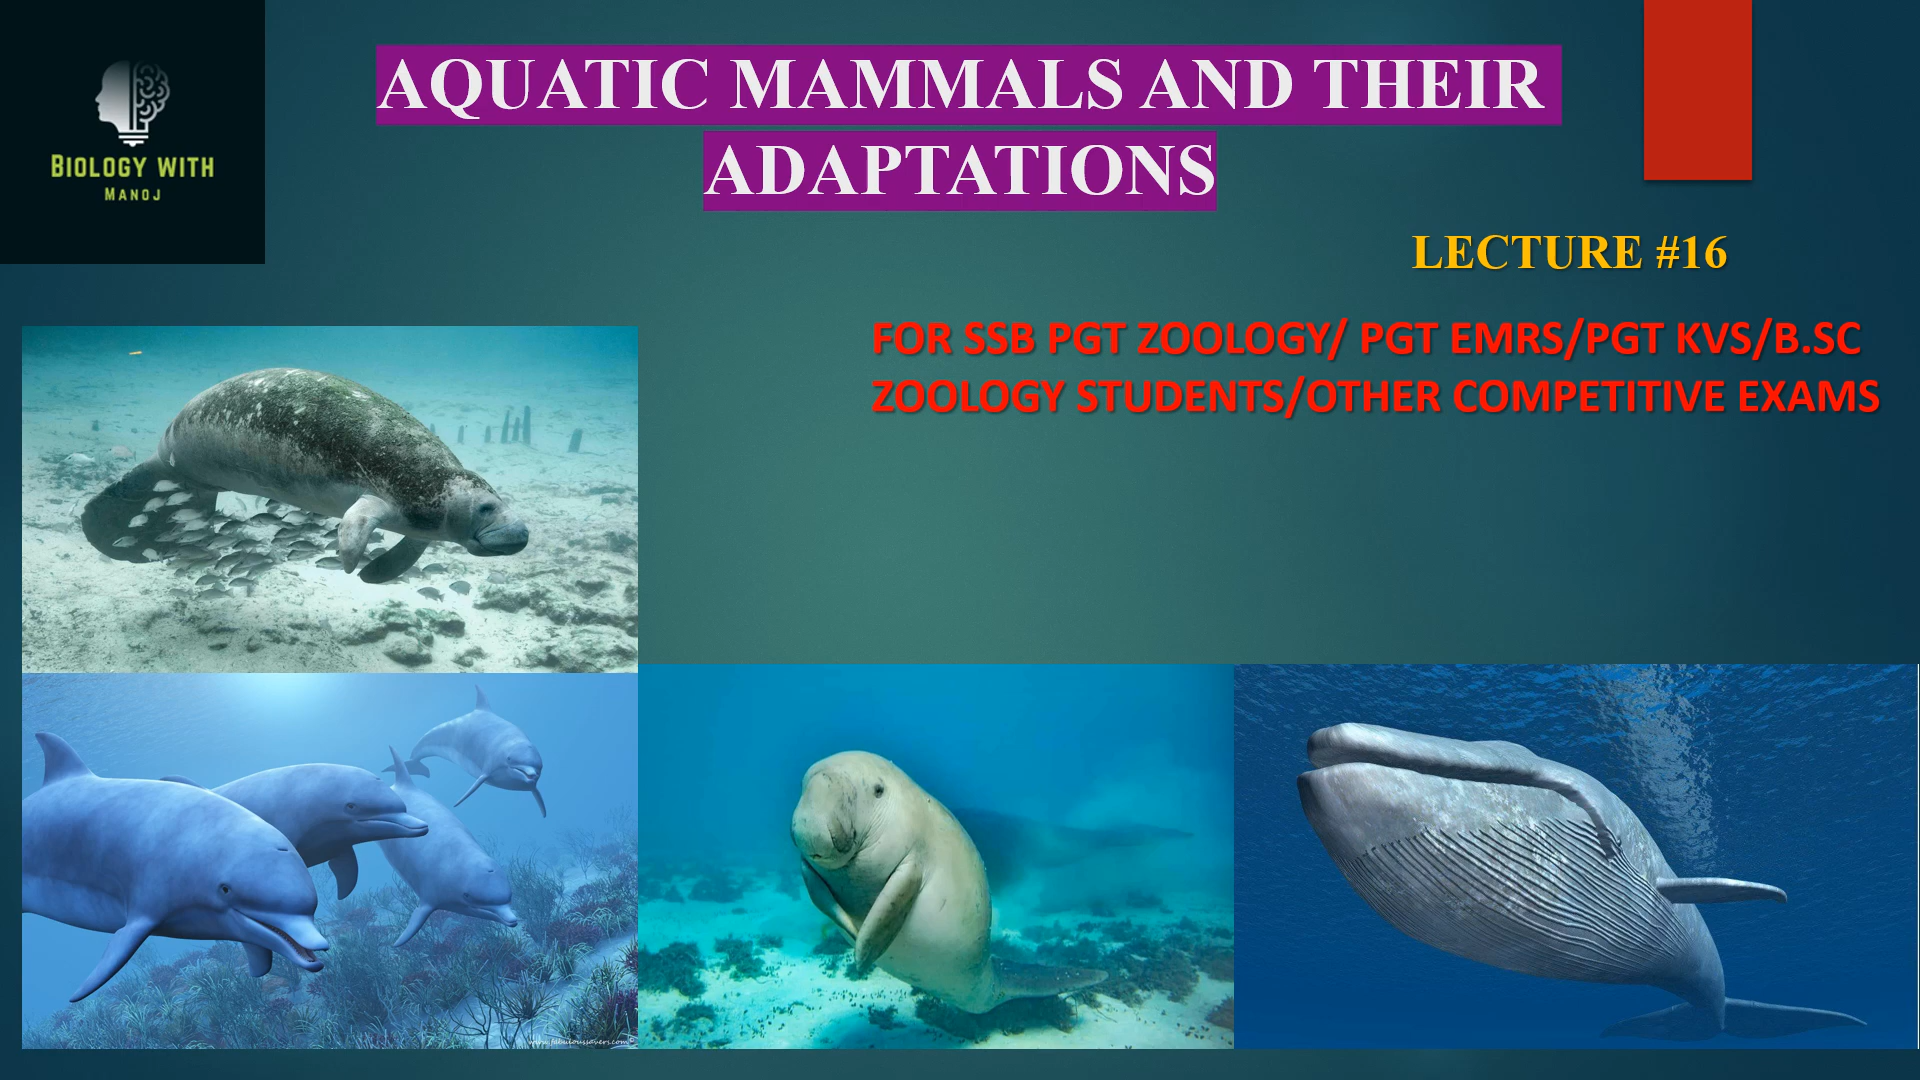 BIOLOGY WITH
MANOJ
AQUATIC MAMMALS AND THEIR
ADAPTATIONS
LECTURE #16
FOR SSB PGT ZOOLOGY/ PGT EMRS/PGT KVS/B.SC
ZOOLOGY STUDENTS/OTHER COMPETITIVE EXAMS